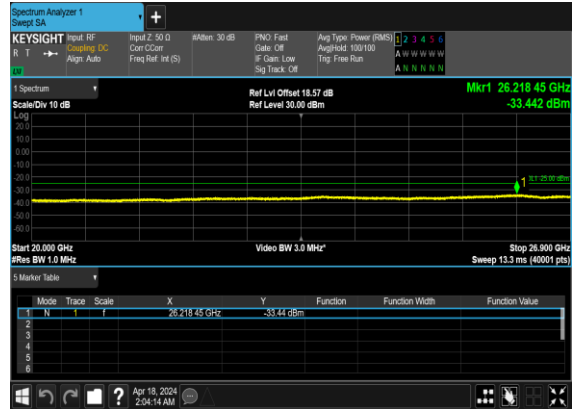 Spectrum Analyzer 1
Swept SA
+
KEYSIGHT Input: RF Input Z: 50 Ω #Atten: 30 dB PNO: Fast Avg Type: Power (RMS) 1 2 3 4 5 6
R T Coupling: DC Corr CCorr Gate: Off Avg|Hold: 100/100 A W W W W W
Align: Auto Freq Ref: Int (S) IF Gain: Low Trig: Free Run
Sig Track: Off A N N N N N
1 Spectrum
Ref Lvl Offset 18.57 dB Mkr1 26.218 45 GHz
Scale/Div 10 dB Ref Level 30.00 dBm -33.442 dBm
Log
20.0
10.0
0.00
-10.0
-20.0
1
-30.0
-40.0
-50.0
-60.0
Start 20.000 GHz Video BW 3.0 MHz* Stop 26.900 GHz
#Res BW 1.0 MHz Sweep 13.3 ms (40001 pts)
5 Marker Table
Mode Trace Scale X Y Function Function Width Function Value
1 N 1 f 26.218 45 GHz -33.44 dBm
2
3
4
5
6
? Apr 18, 2024
2:04:14 AM